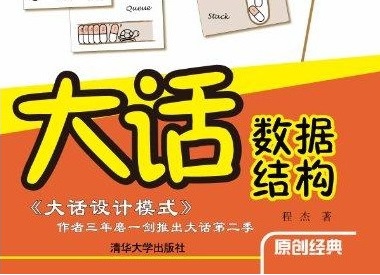 Queue
Stack
大话
数据
结构
《大话设计模式》
作者三年磨一剑推出大话第二季
程 杰 著
清华大学出版社
原创经典